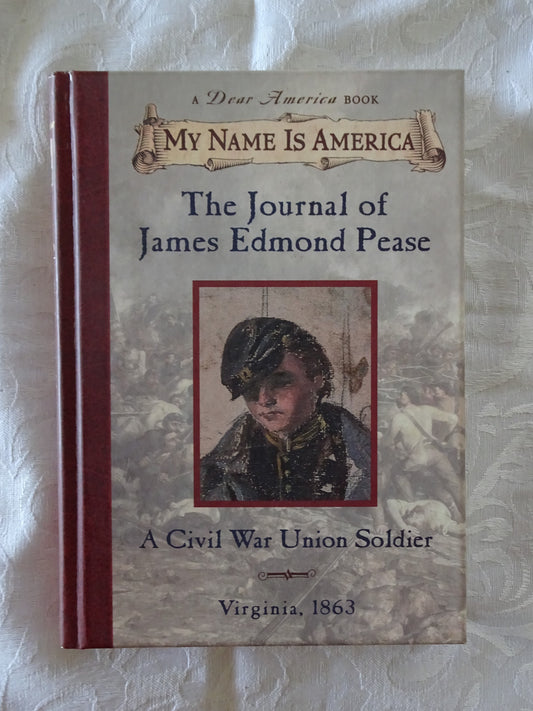 A Dear America BOOK
MY NAME IS AMERICA
The Journal of
James Edmond Pease
A Civil War Union Soldier
Virginia, 1863